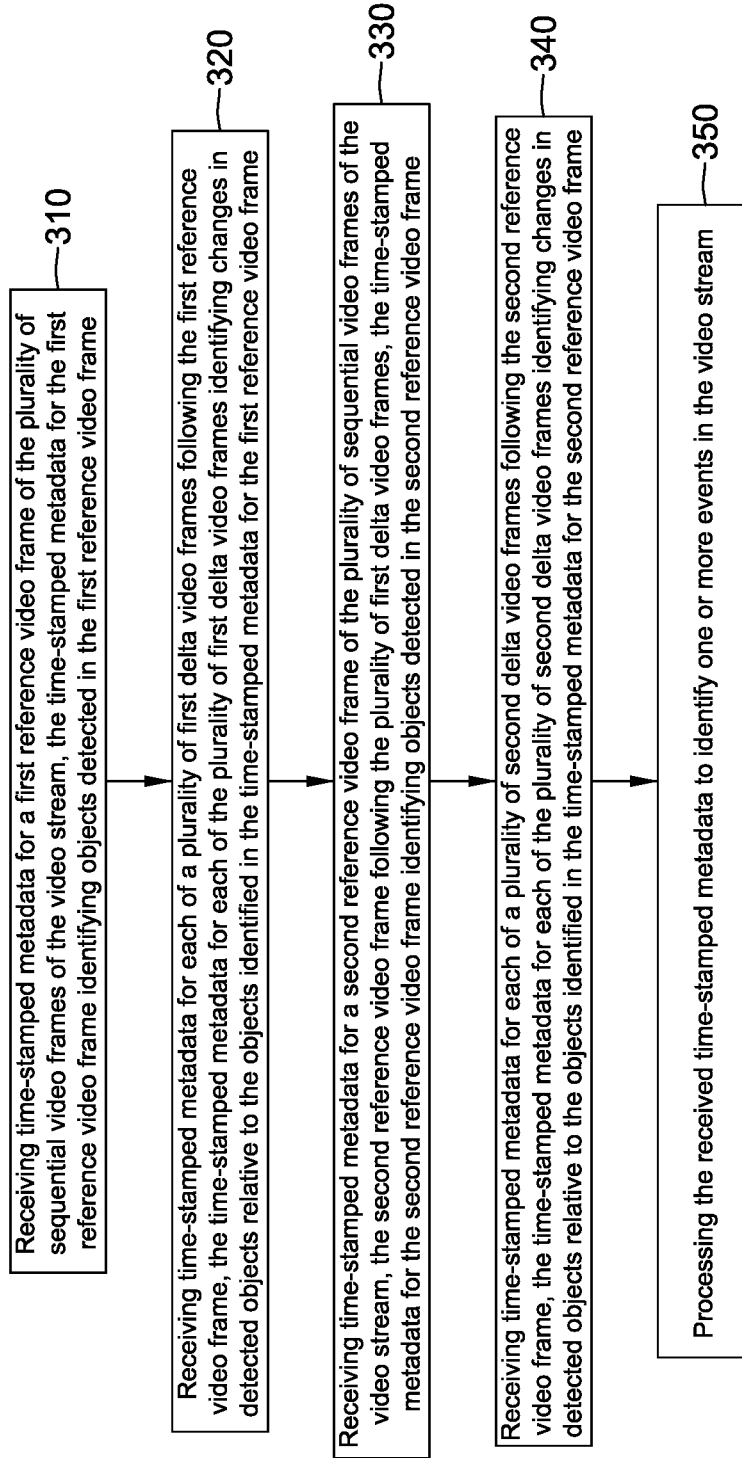 Receiving time-stamped metadata for a first reference video frame of the plurality of
sequential video frames of the video stream, the time-stamped metadata for the first
reference video frame identifying objects detected in the first reference video frame
310
Receiving time-stamped metadata for each of a plurality of first delta video frames following the first reference
video frame, the time-stamped metadata for each of the plurality of first delta video frames identifying changes in
detected objects relative to the objects identified in the time-stamped metadata for the first reference video frame
320
Receiving time-stamped metadata for a second reference video frame of the plurality of sequential video frames of the
video stream, the second reference video frame following the plurality of first delta video frames, the time-stamped
metadata for the second reference video frame identifying objects detected in the second reference video frame
330
Receiving time-stamped metadata for each of a plurality of second delta video frames following the second reference
video frame, the time-stamped metadata for each of the plurality of second delta video frames identifying changes in
detected objects relative to the objects identified in the time-stamped metadata for the second reference video frame
340
Processing the received time-stamped metadata to identify one or more events in the video stream
350